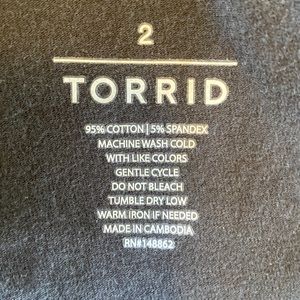 2
TORRID
95% COTTON | 5% SPANDEX
MACHINE WASH COLD
WITH LIKE COLORS
GENTLE CYCLE
DO NOT BLEACH
TUMBLE DRY LOW
WARM IRON IF NEEDED
MADE IN CAMBODIA
RN#148862